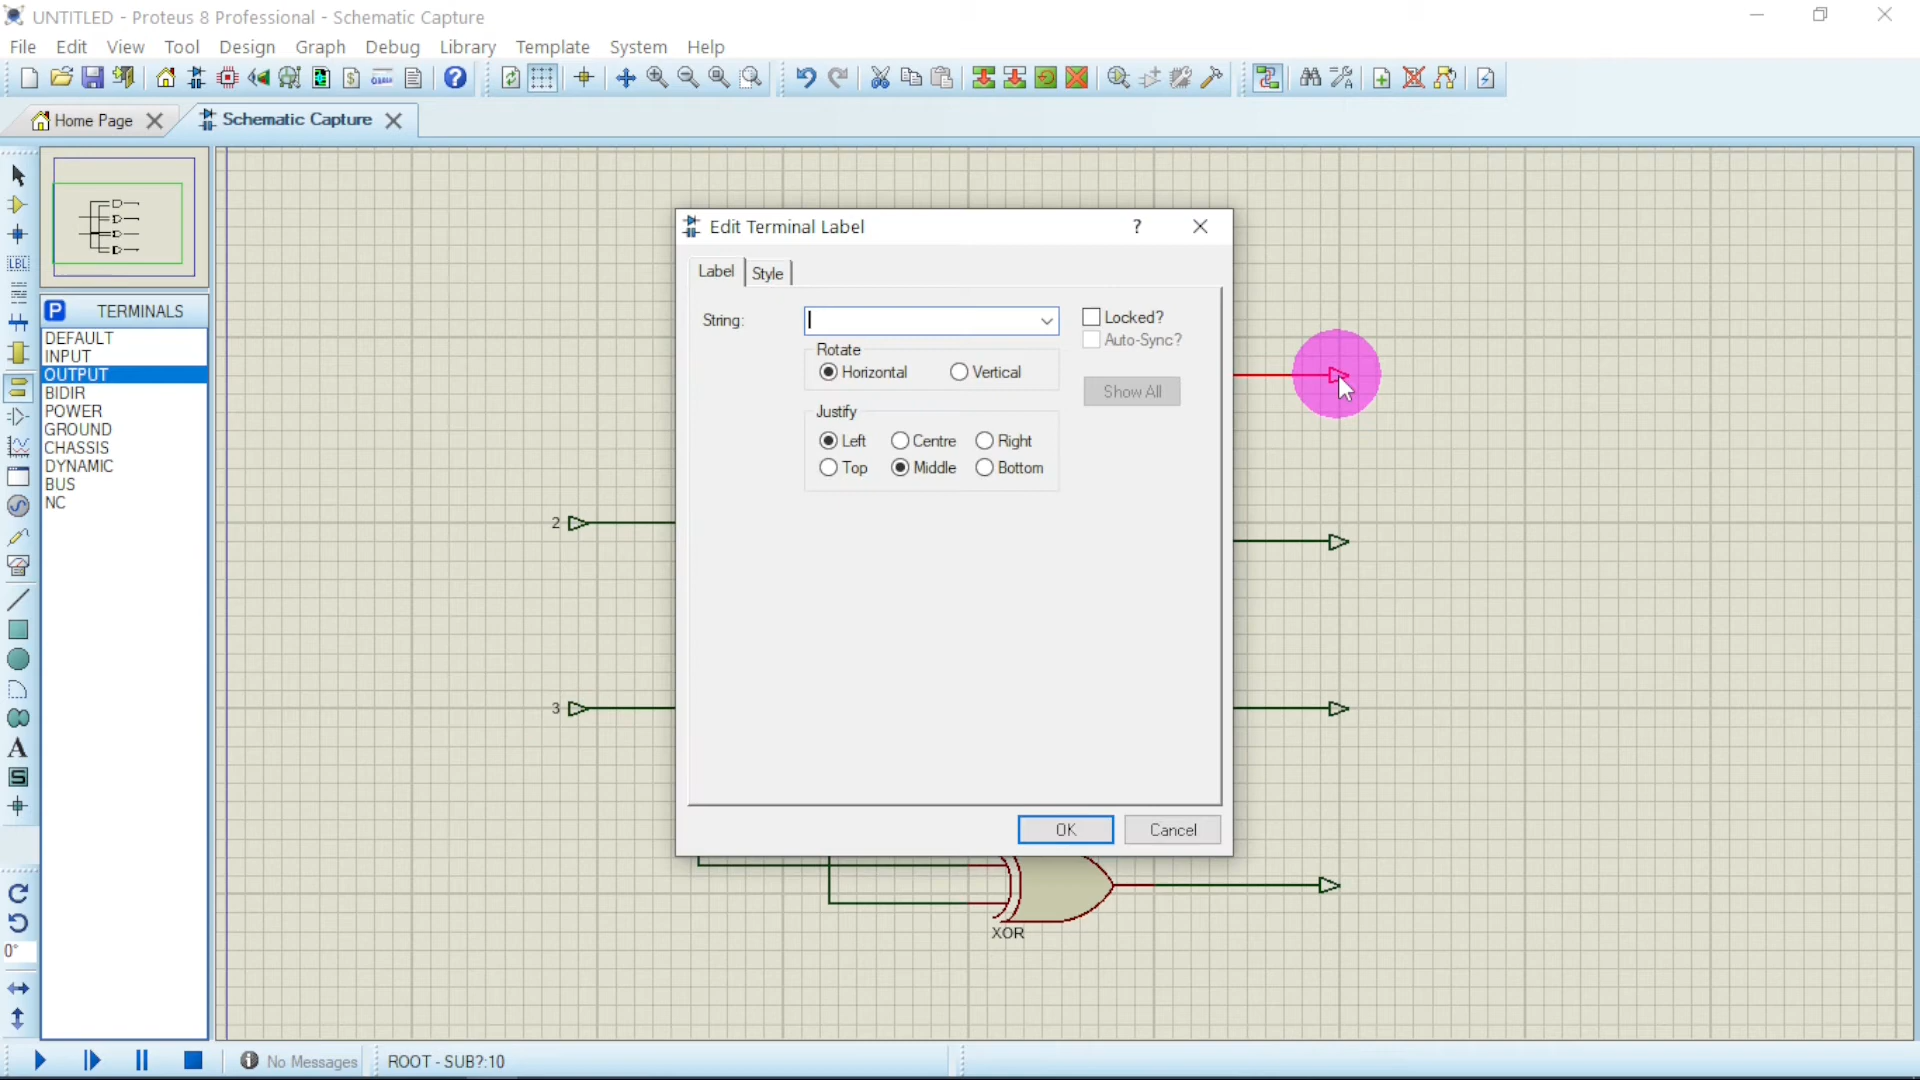 UNTITLED - Proteus 8 Professional - Schematic Capture
File Edit View Tool Design Graph Debug Library Template System Help
Home Page Schematic Capture
LBL
P TERMINALS
DEFAULT
INPUT
OUTPUT
BIDIR
POWER
GROUND
CHASSIS
DYNAMIC
BUS
NC
A
S
0°
Edit Terminal Label ?
Label Style
String:
Locked?
Auto-Sync?
Rotate
Horizontal Vertical
Show All
Justify
Left Centre Right
Top Middle Bottom
OK Cancel
2
3
XOR
No Messages ROOT - SUB?:10